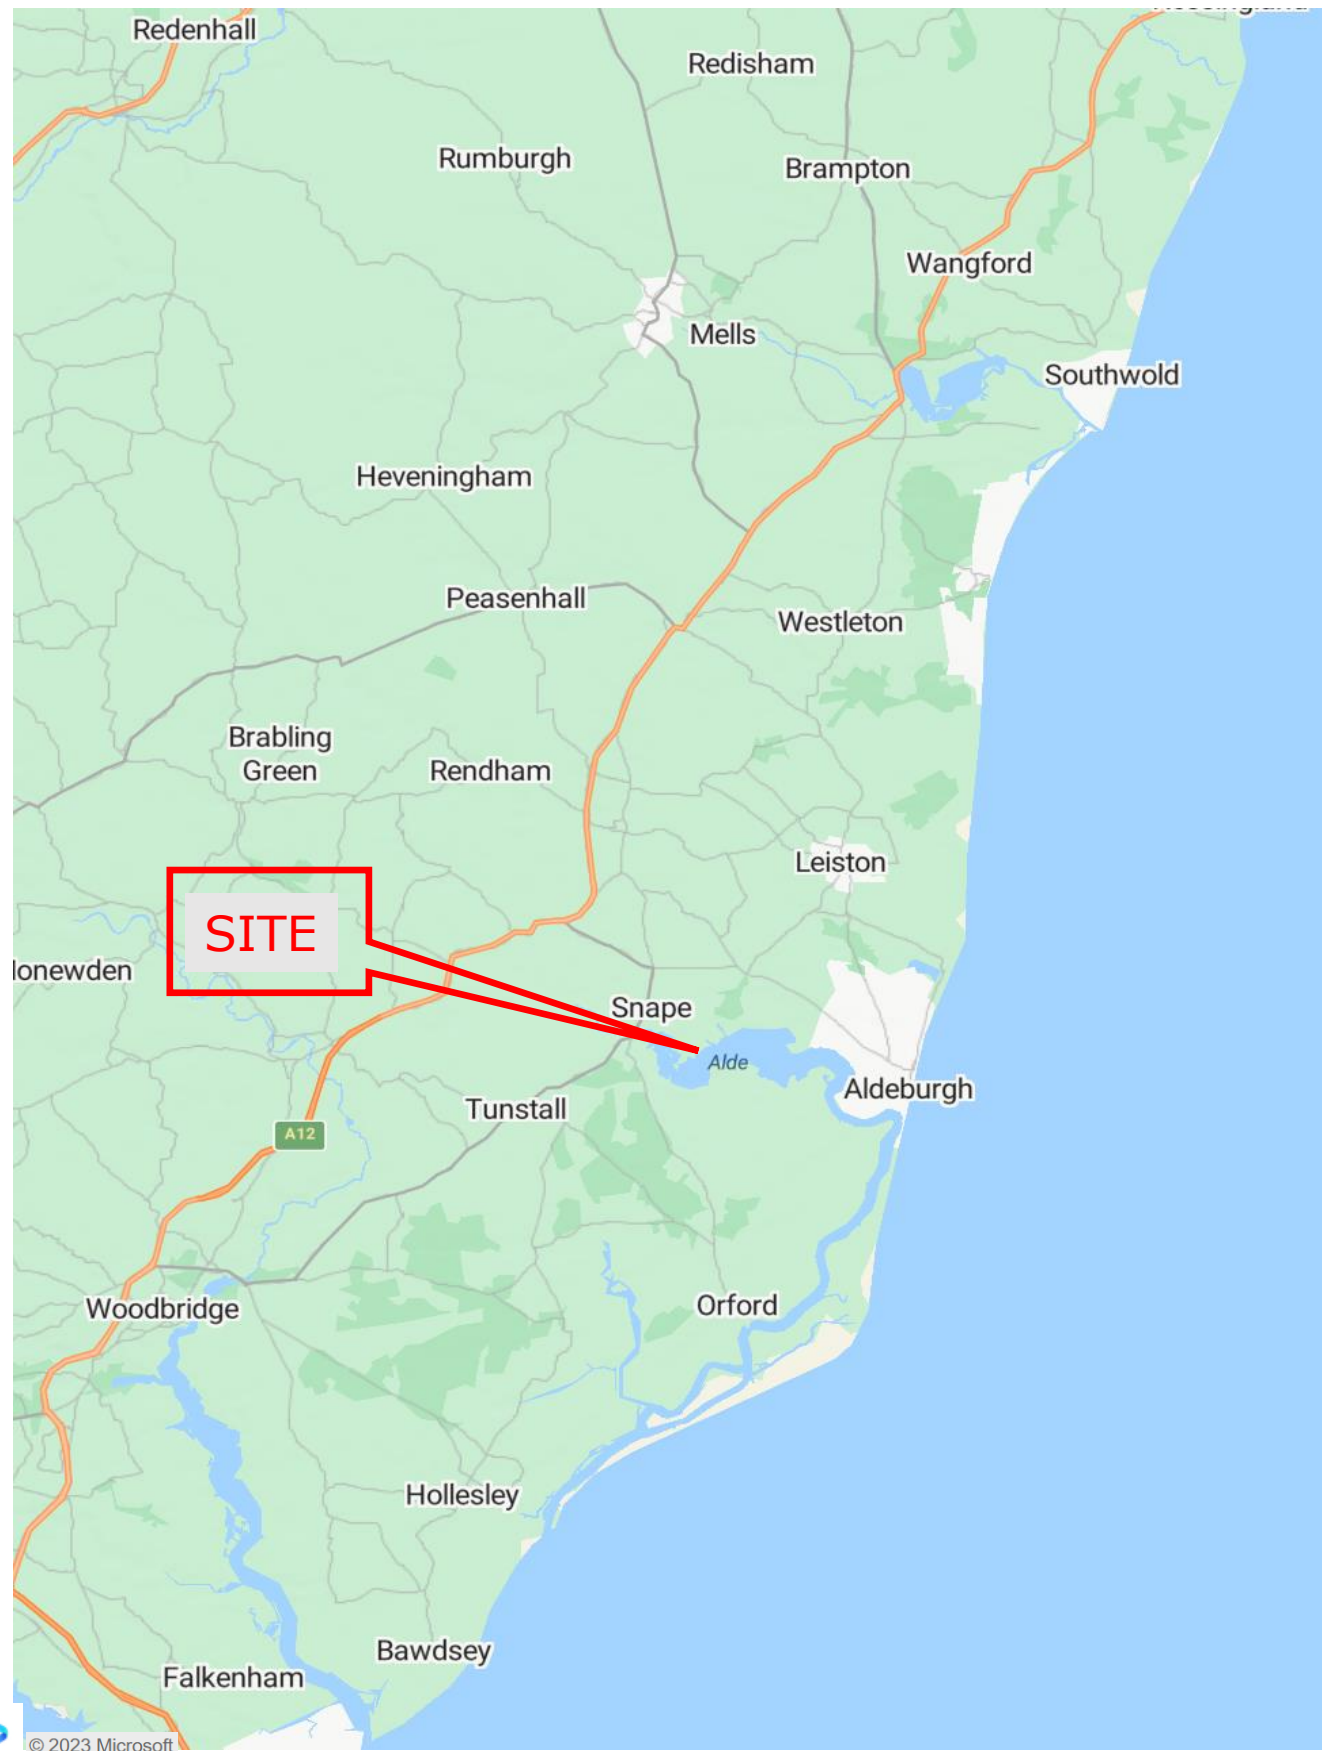 Redenhall
Redisham
Rumburgh
Brampton
Wangford
Mells
Southwold
Heveningham
Peasenhall
Westleton
Brabling
Green
Rendham
Leiston
SITE
Snape
Alde
Aldeburgh
Tunstall
A12
Orford
Woodbridge
Hollesley
Bawdsey
Falkenham
© 2023 Microsoft